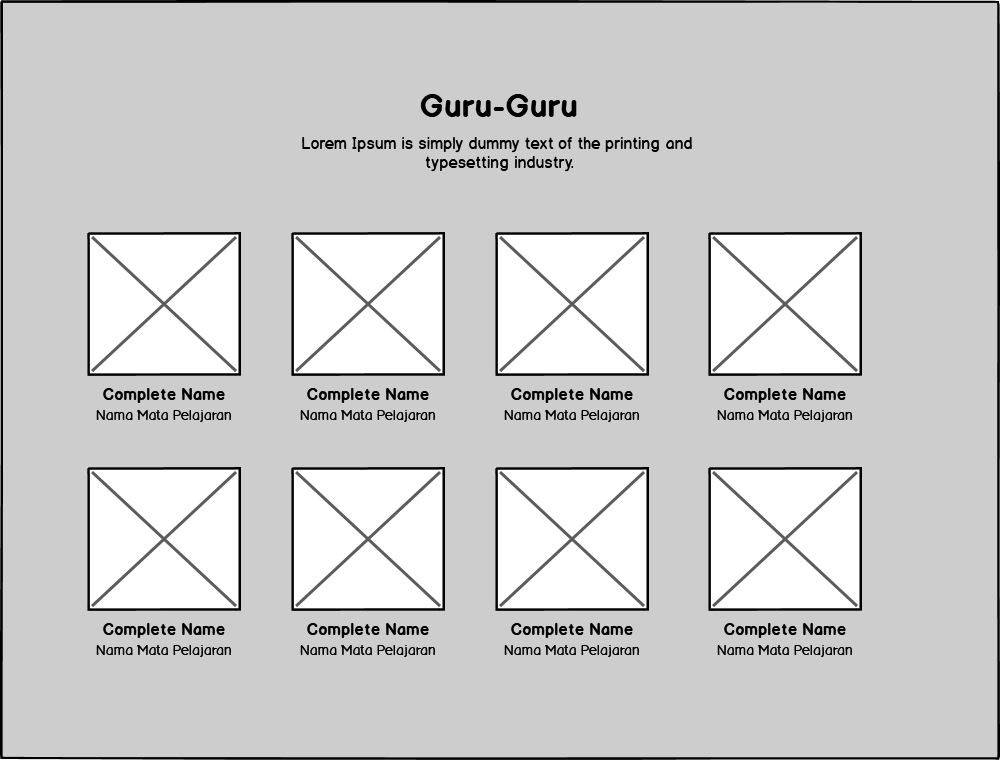 Guru-Guru
Lorem Ipsum is simply dummy text of the printing and
typesetting industry.
Complete Name
Nama Mata Pelajaran
Complete Name
Nama Mata Pelajaran
Complete Name
Nama Mata Pelajaran
Complete Name
Nama Mata Pelajaran
Complete Name
Nama Mata Pelajaran
Complete Name
Nama Mata Pelajaran
Complete Name
Nama Mata Pelajaran
Complete Name
Nama Mata Pelajaran